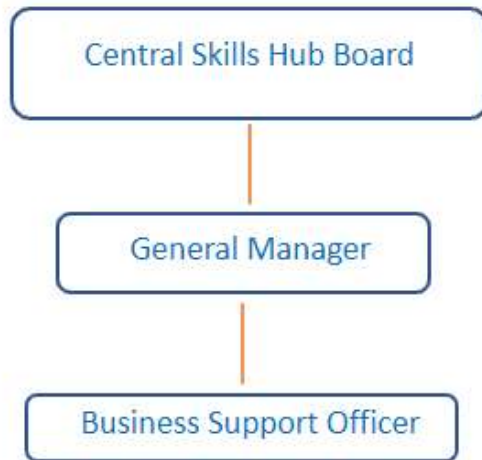 Central Skills Hub Board
General Manager
Business Support Officer